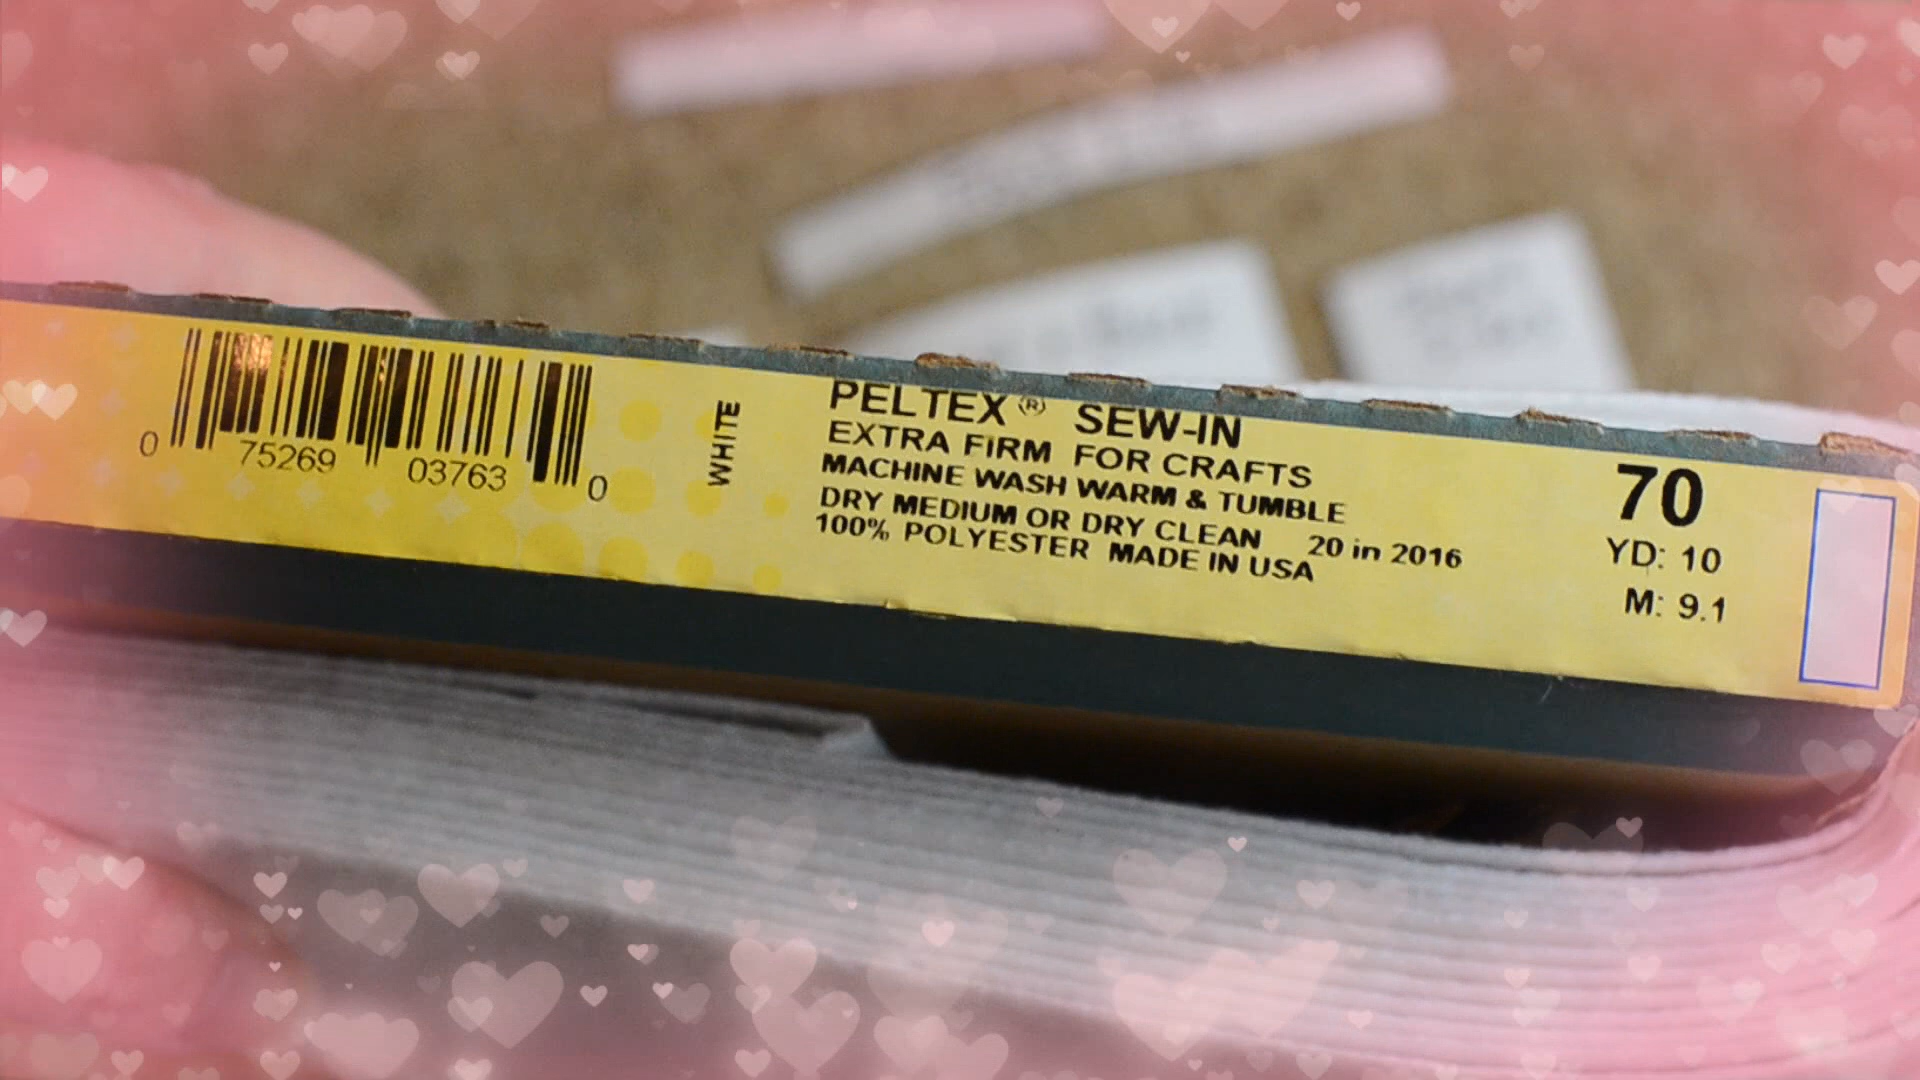 0 75269 03763 0
WHITE
PELTEX® SEW-IN
EXTRA FIRM FOR CRAFTS
MACHINE WASH WARM & TUMBLE
DRY MEDIUM OR DRY CLEAN 20 in 2016
100% POLYESTER MADE IN USA
70
YD: 10
M: 9.1